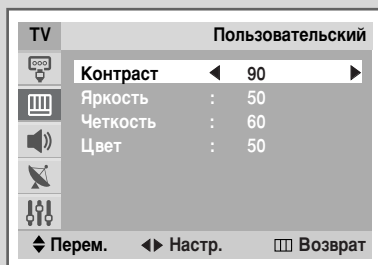 TV Пользовательский
Контраст ◀ 90 ▶
Яркость : 50
Четкость : 60
Цвет : 50
Перем. Настр. Возврат